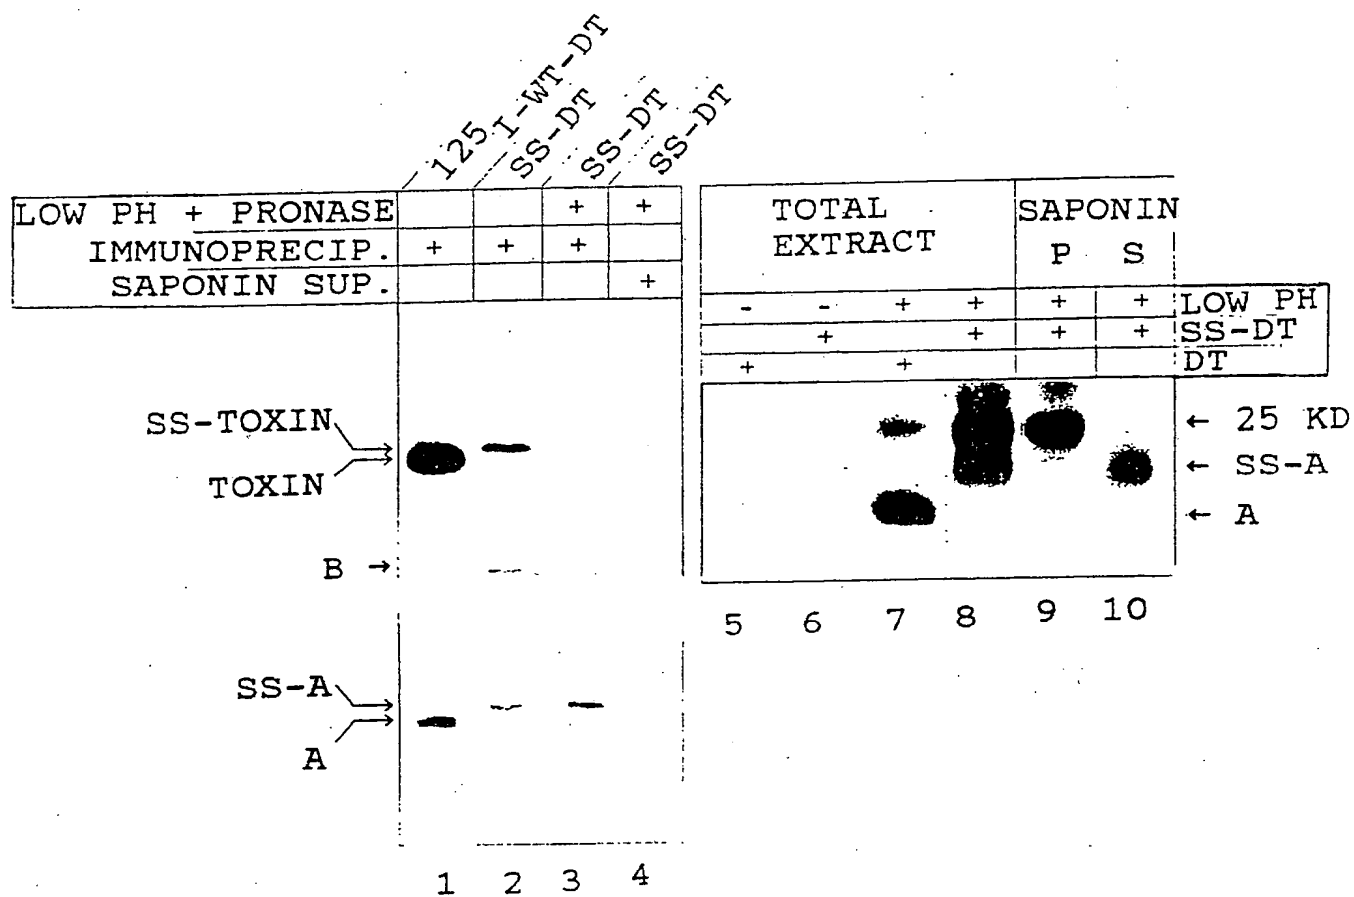 125I-WT-DT
SS-DT
SS-DT
SS-DT
LOW PH + PRONASE + +
IMMUNOPRECIP. + + +
SAPONIN SUP. +
TOTAL EXTRACT
SAPONIN
P S
- - + + + + LOW PH
+ + + + SS-DT
+ + DT
SS-TOXIN
TOXIN
B →
SS-A
A
← 25 KD
← SS-A
← A
5 6 7 8 9 10
1 2 3 4